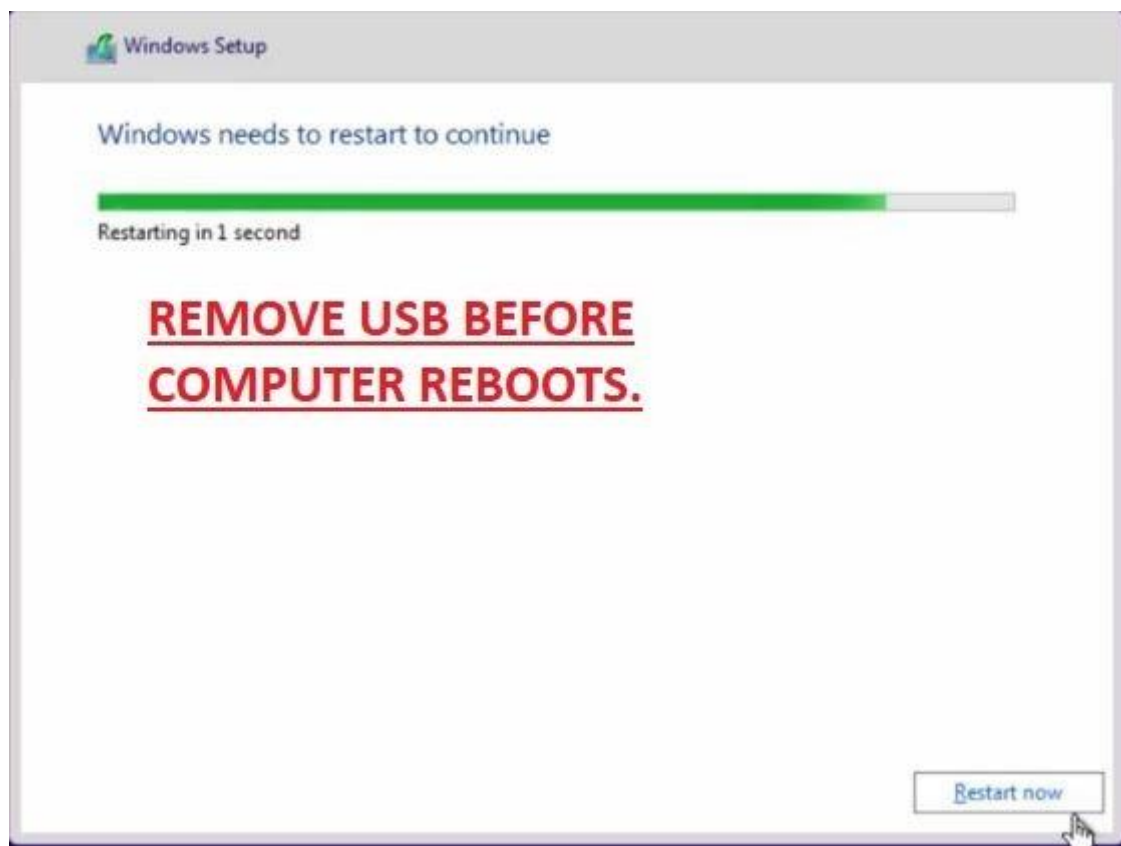 Windows Setup
Windows needs to restart to continue
Restarting in 1 second
REMOVE USB BEFORE
COMPUTER REBOOTS.
Restart now